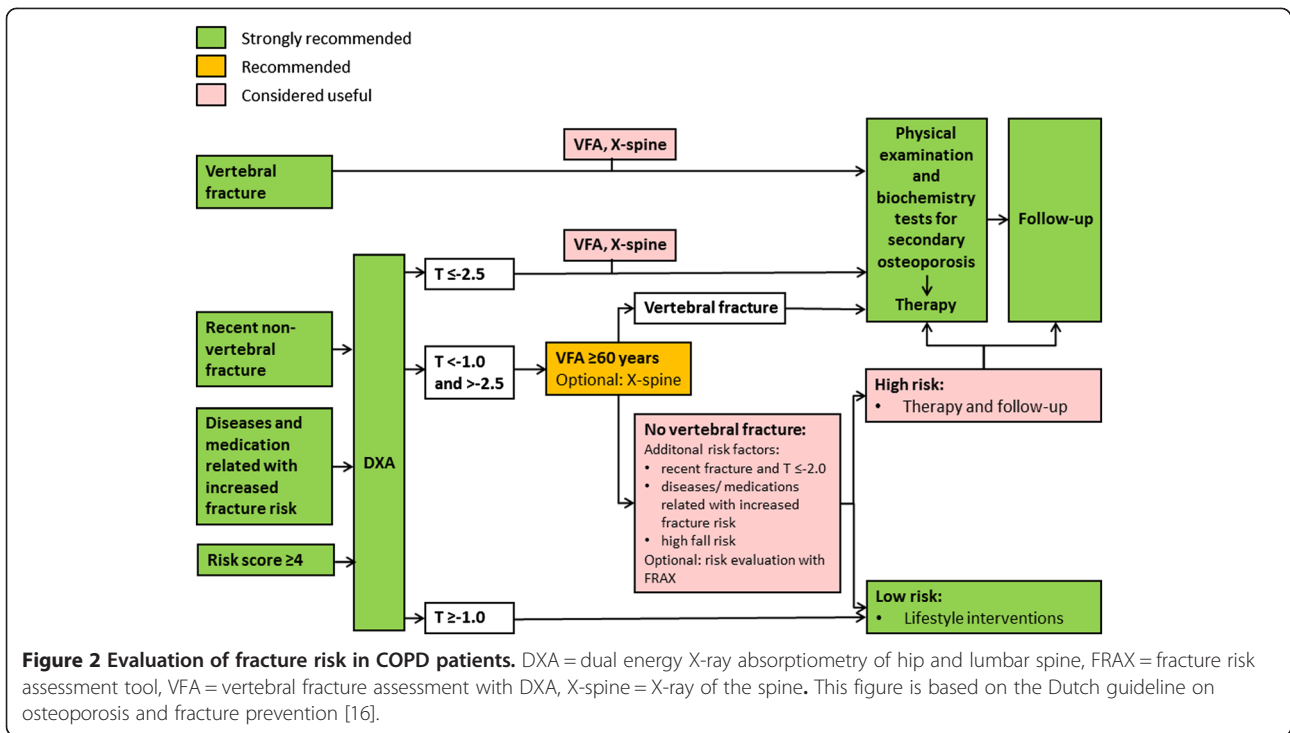 Strongly recommended
Recommended
Considered useful
VFA, X-spine
Vertebral
fracture
Physical
examination
and
biochemistry
tests for
secondary
osteoporosis
Therapy
Follow-up
VFA, X-spine
T ≤-2.5
Vertebral fracture
Recent non-
vertebral
fracture
T <-1.0
and >-2.5
VFA ≥60 years
Optional: X-spine
High risk:
• Therapy and follow-up
Diseases and
medication
related with
increased
fracture risk
DXA
No vertebral fracture:
Additonal risk factors:
• recent fracture and T ≤-2.0
• diseases/ medications
related with increased
fracture risk
• high fall risk
Optional: risk evaluation with
FRAX
Risk score ≥4
T ≥-1.0
Low risk:
• Lifestyle interventions
Figure 2 Evaluation of fracture risk in COPD patients. DXA = dual energy X-ray absorptiometry of hip and lumbar spine, FRAX = fracture risk
assessment tool, VFA = vertebral fracture assessment with DXA, X-spine = X-ray of the spine. This figure is based on the Dutch guideline on
osteoporosis and fracture prevention [16].